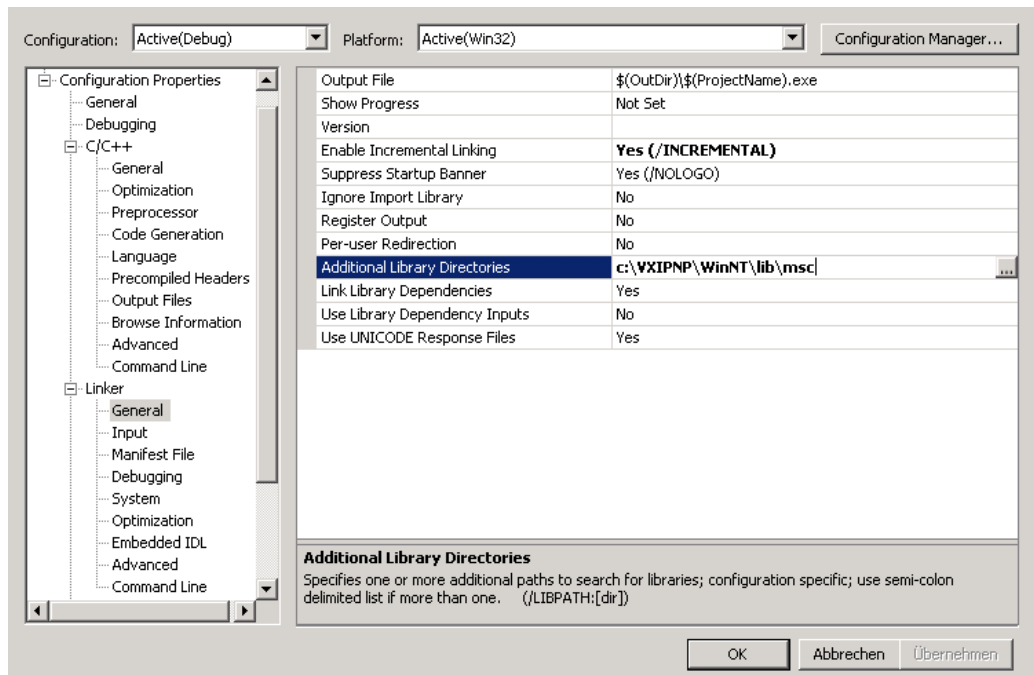 Configuration: Active(Debug) Platform: Active(Win32) Configuration Manager...
Configuration Properties
General
Debugging
C/C++
General
Optimization
Preprocessor
Code Generation
Language
Precompiled Headers
Output Files
Browse Information
Advanced
Command Line
Linker
General
Input
Manifest File
Debugging
System
Optimization
Embedded IDL
Advanced
Command Line
Output File $(OutDir)\$(ProjectName).exe
Show Progress Not Set
Version
Enable Incremental Linking Yes (/INCREMENTAL)
Suppress Startup Banner Yes (/NOLOGO)
Ignore Import Library No
Register Output No
Per-user Redirection No
Additional Library Directories c:\VXIPNP\WinNT\lib\msc ...
Link Library Dependencies Yes
Use Library Dependency Inputs No
Use UNICODE Response Files Yes
Additional Library Directories
Specifies one or more additional paths to search for libraries; configuration specific; use semi-colon
delimited list if more than one. (/LIBPATH:[dir])
OK Abbrechen Übernehmen